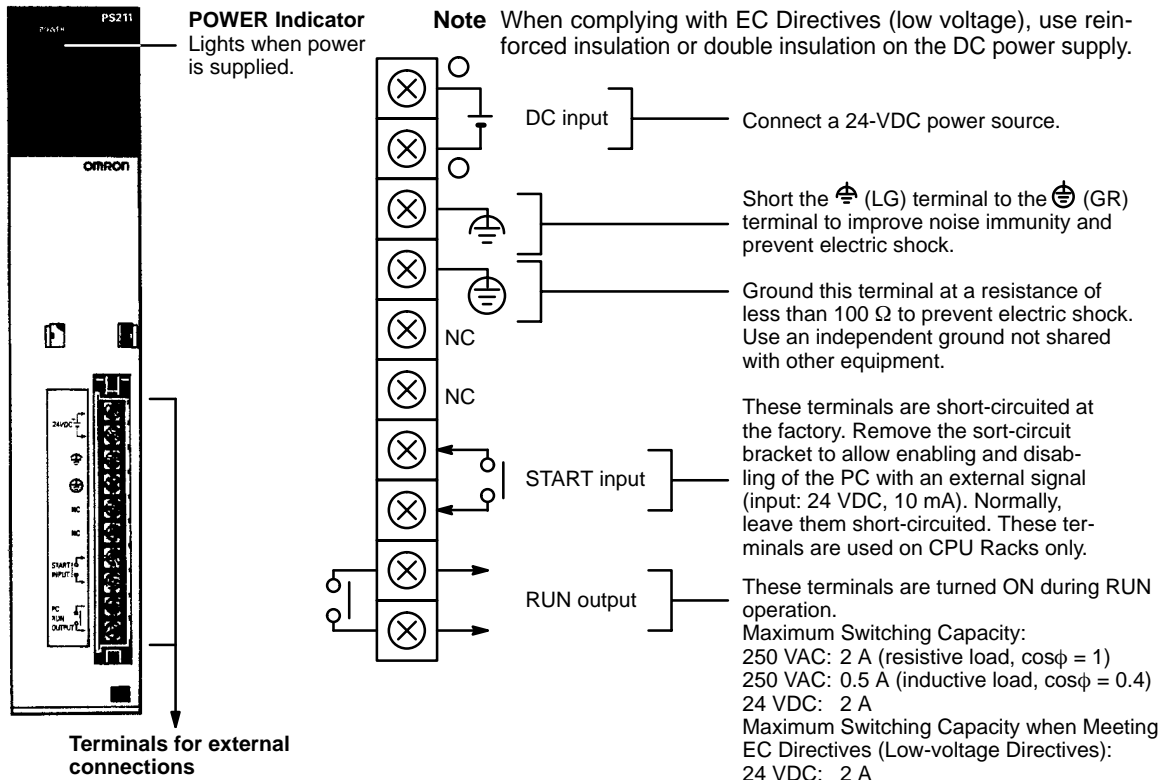 PS211
POWER
OMRON
24VDC
NC
NC
START
INPUT
PC
RUN
OUTPUT
POWER Indicator
Lights when power
is supplied.
Terminals for external
connections
Note When complying with EC Directives (low voltage), use rein-
forced insulation or double insulation on the DC power supply.
DC input
Connect a 24-VDC power source.
Short the (LG) terminal to the (GR)
terminal to improve noise immunity and
prevent electric shock.
Ground this terminal at a resistance of
less than 100 Ω to prevent electric shock.
Use an independent ground not shared
with other equipment.
NC
NC
START input
These terminals are short-circuited at
the factory. Remove the sort-circuit
bracket to allow enabling and disab-
ling of the PC with an external signal
(input: 24 VDC, 10 mA). Normally,
leave them short-circuited. These ter-
minals are used on CPU Racks only.
RUN output
These terminals are turned ON during RUN
operation.
Maximum Switching Capacity:
250 VAC: 2 A (resistive load, cosϕ = 1)
250 VAC: 0.5 A (inductive load, cosϕ = 0.4)
24 VDC: 2 A
Maximum Switching Capacity when Meeting
EC Directives (Low-voltage Directives):
24 VDC: 2 A